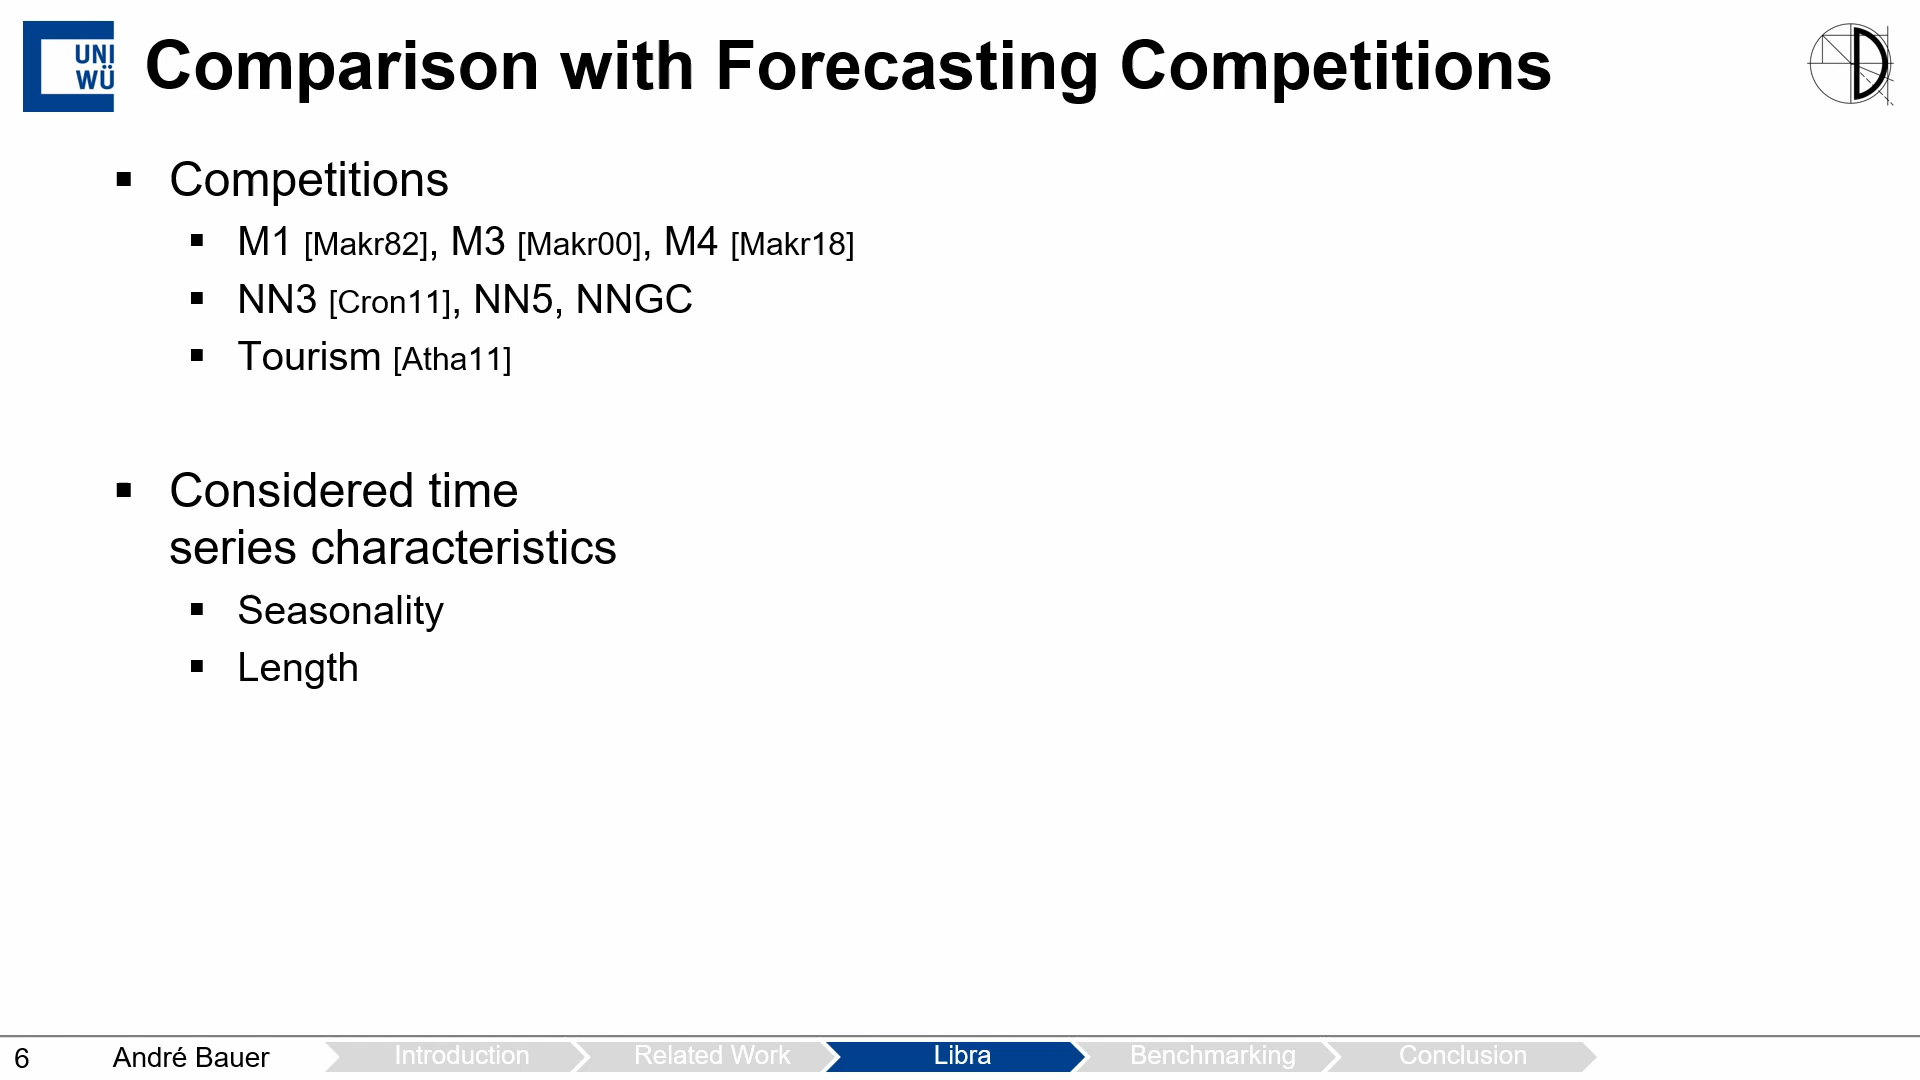 UNI
WÜ
Comparison with Forecasting Competitions
Competitions
M1 [Makr82], M3 [Makr00], M4 [Makr18]
NN3 [Cron11], NN5, NNGC
Tourism [Atha11]
Considered time
series characteristics
Seasonality
Length
6 André Bauer Introduction Related Work Libra Benchmarking Conclusion